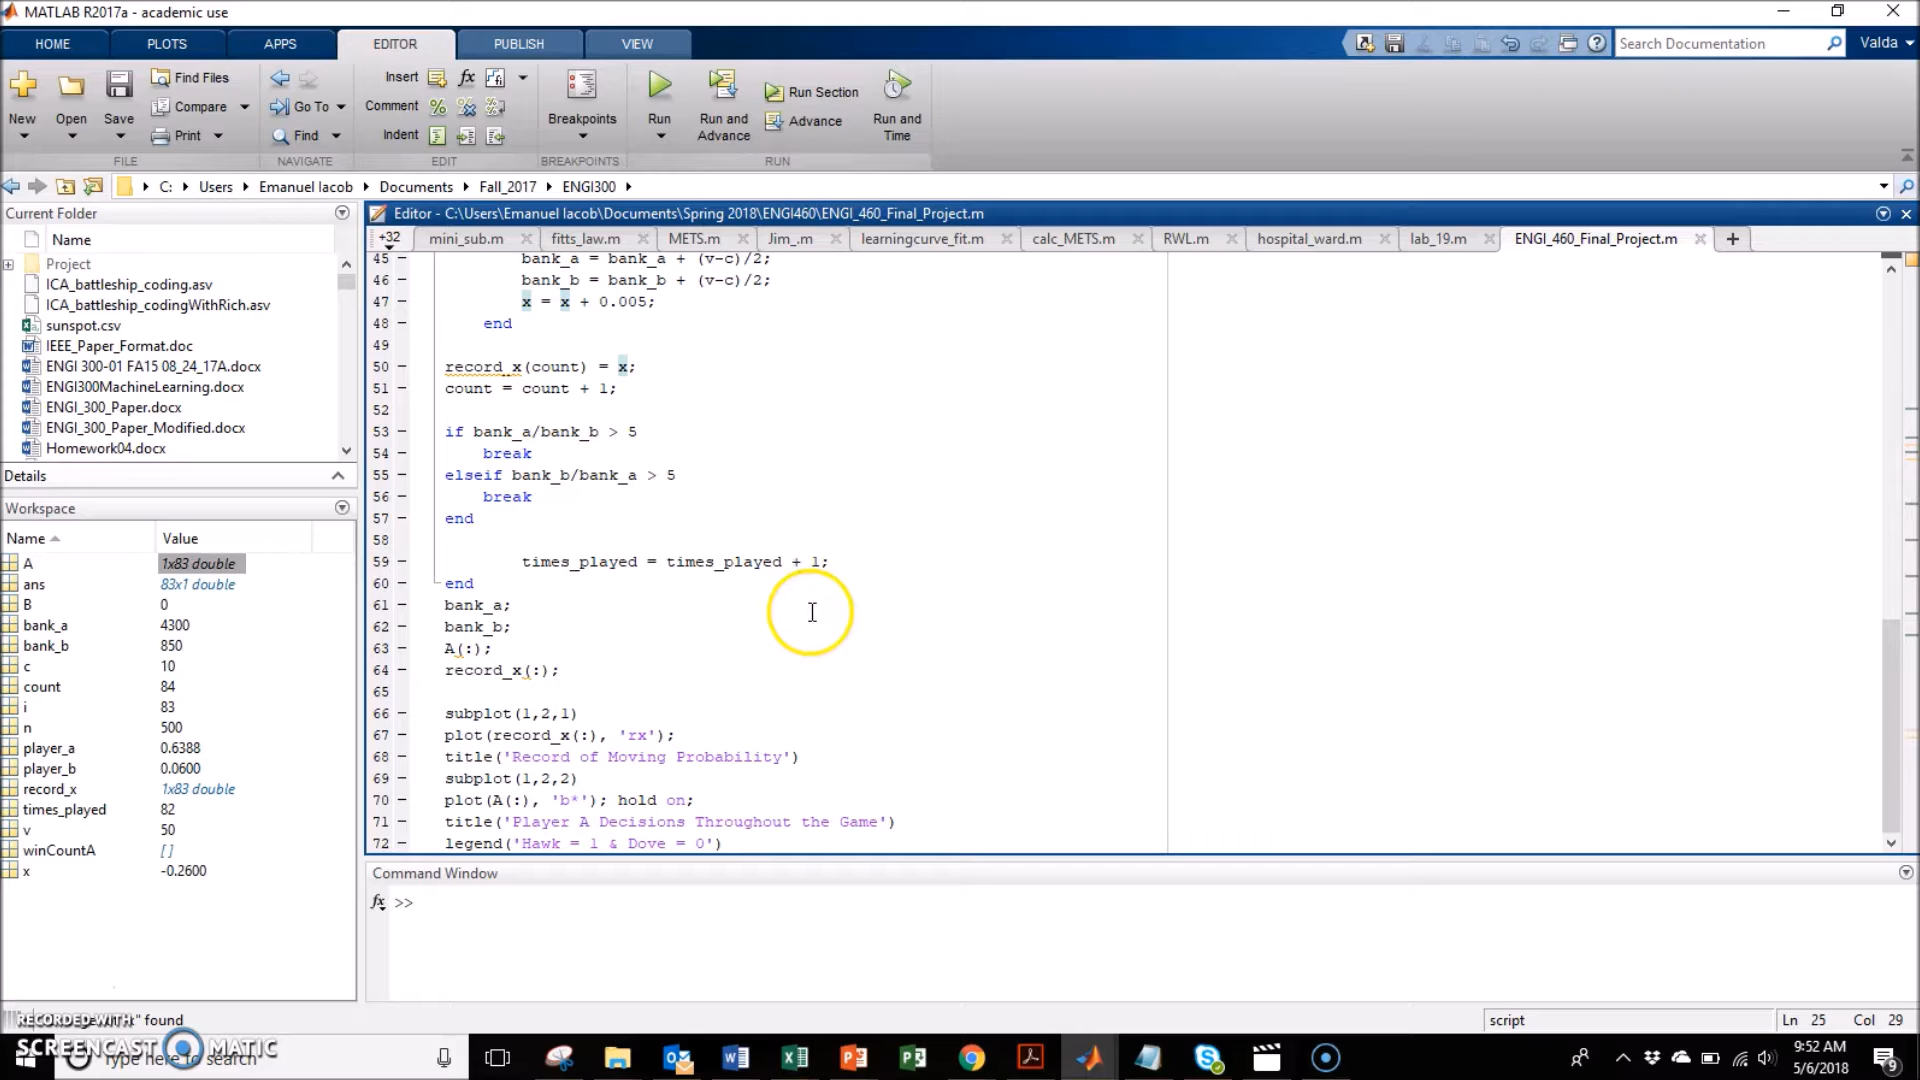 MATLAB R2017a - academic use
HOME PLOTS APPS EDITOR PUBLISH VIEW Search Documentation Valda
New Open Save Find Files Compare Print Go To Find Insert fx Comment Indent Breakpoints Run Run and Advance Run Section Advance Run and Time
FILE NAVIGATE EDIT BREAKPOINTS RUN
C: Users Emanuel Iacob Documents Fall_2017 ENGI300
Current Folder
Name
Project
ICA_battleship_coding.asv
ICA_battleship_codingWithRich.asv
sunspot.csv
IEEE_Paper_Format.doc
ENGI 300-01 FA15 08_24_17A.docx
ENGI300MachineLearning.docx
ENGI_300_Paper.docx
ENGI_300_Paper_Modified.docx
Homework04.docx
Details
Workspace
Name Value
A 1x83 double
ans 83x1 double
B 0
bank_a 4300
bank_b 850
c 10
count 84
i 83
n 500
player_a 0.6388
player_b 0.0600
record_x 1x83 double
times_played 82
v 50
winCountA []
x -0.2600
Editor - C:\Users\Emanuel Iacob\Documents\Spring 2018\ENGI460\ENGI_460_Final_Project.m
+32 mini_sub.m fitts_law.m METS.m Jim_.m learningcurve_fit.m calc_METS.m RWL.m hospital_ward.m lab_19.m ENGI_460_Final_Project.m
45 bank_a = bank_a + (v-c)/2;
46 bank_b = bank_b + (v-c)/2;
47 x = x + 0.005;
48 end
49
50 record_x(count) = x;
51 count = count + 1;
52
53 if bank_a/bank_b > 5
54 break
55 elseif bank_b/bank_a > 5
56 break
57 end
58
59 times_played = times_played + 1;
60 end
61 bank_a;
62 bank_b;
63 A(:);
64 record_x(:);
65
66 subplot(1,2,1)
67 plot(record_x(:), 'rx');
68 title('Record of Moving Probability')
69 subplot(1,2,2)
70 plot(A(:), 'b*'); hold on;
71 title('Player A Decisions Throughout the Game')
72 legend('Hawk = 1 & Dove = 0')
Command Window
fx >>
found
script Ln 25 Col 29
RECORDED WITH
SCREENCAST MATIC
Type here to search
9:52 AM
5/6/2018
9